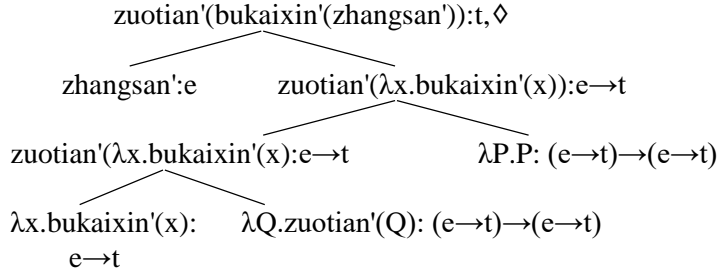 zuotian'(bukaixin'(zhangsan')):t,◊
zhangsan':e zuotian'(λx.bukaixin'(x)):e→t
zuotian'(λx.bukaixin'(x):e→t λP.P: (e→t)→(e→t)
λx.bukaixin'(x): λQ.zuotian'(Q): (e→t)→(e→t)
e→t